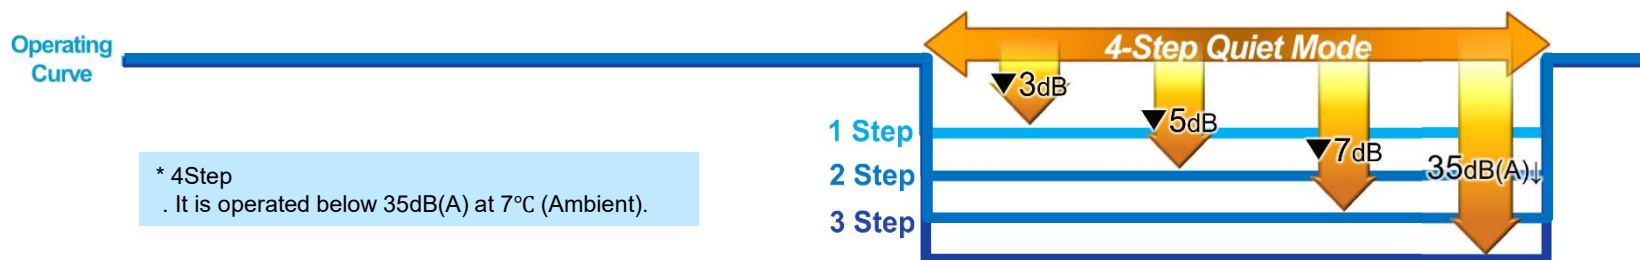 Operating
Curve
4-Step Quiet Mode
▼3dB
▼5dB
▼7dB
35dB(A)↓
1 Step
2 Step
3 Step
* 4Step
. It is operated below 35dB(A) at 7℃ (Ambient).